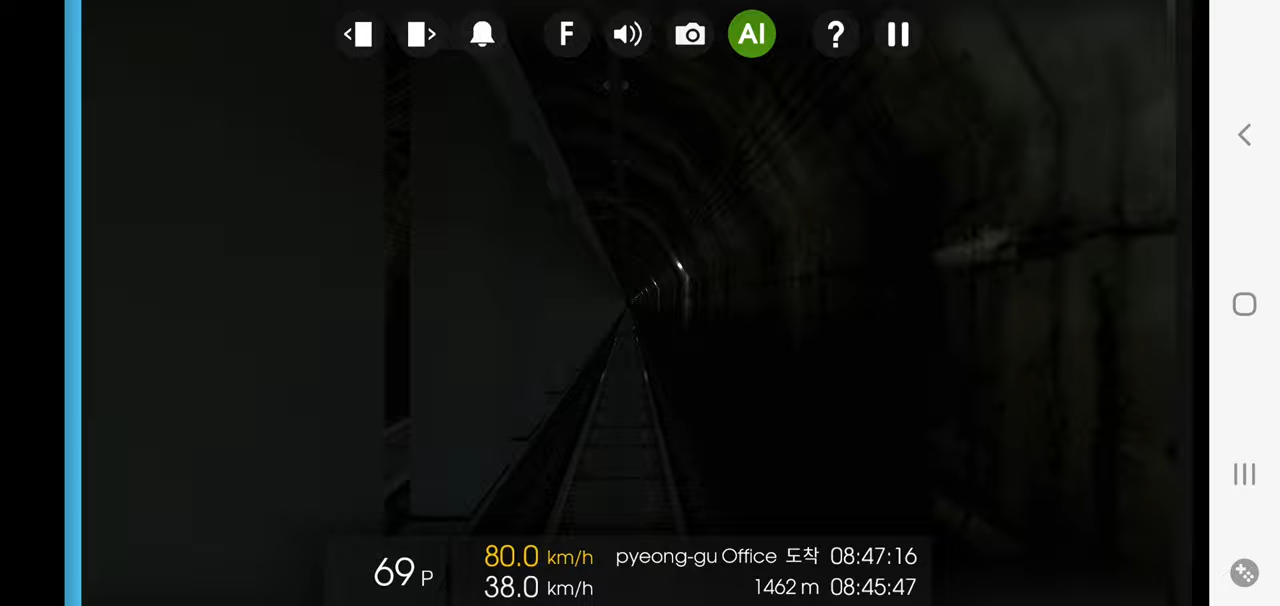 F AI ?
69 P
80.0 km/h pyeong-gu Office 도착 08:47:16
38.0 km/h 1462 m 08:45:47